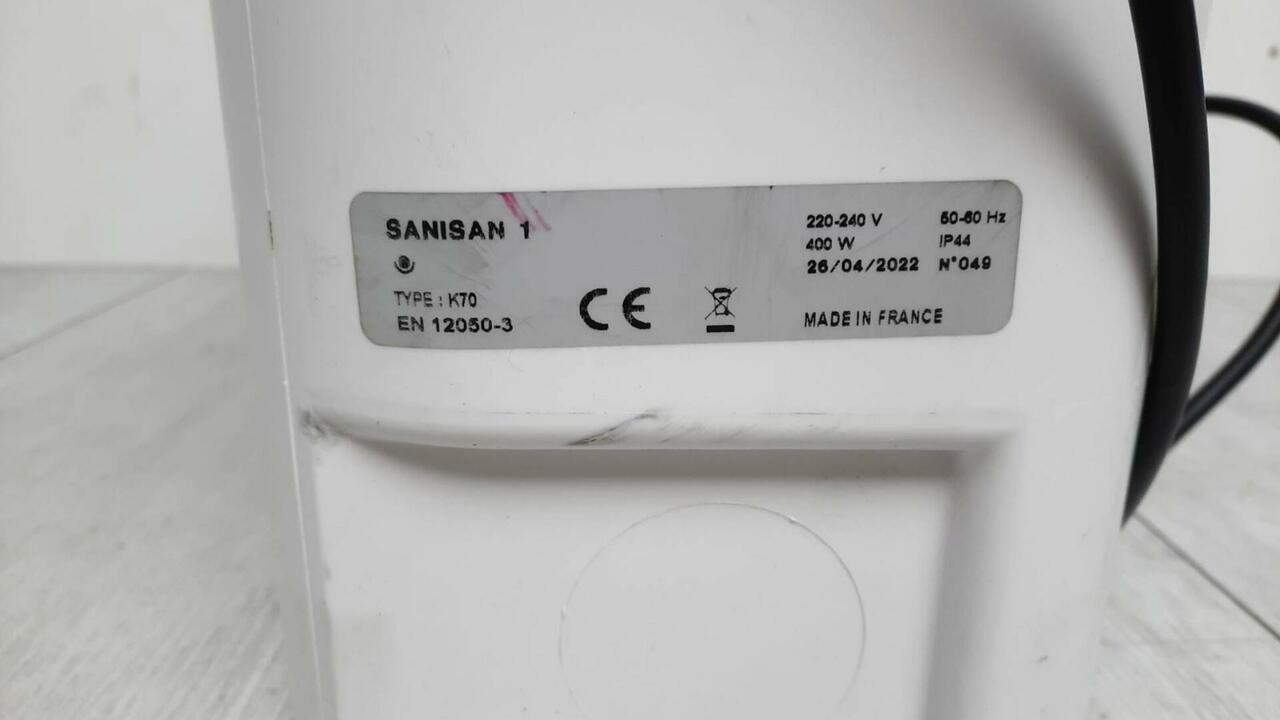 SANISAN 1
TYPE : K70
EN 12050-3
CE
220-240 V 50-60 Hz
400 W IP44
26/04/2022 N°049
MADE IN FRANCE